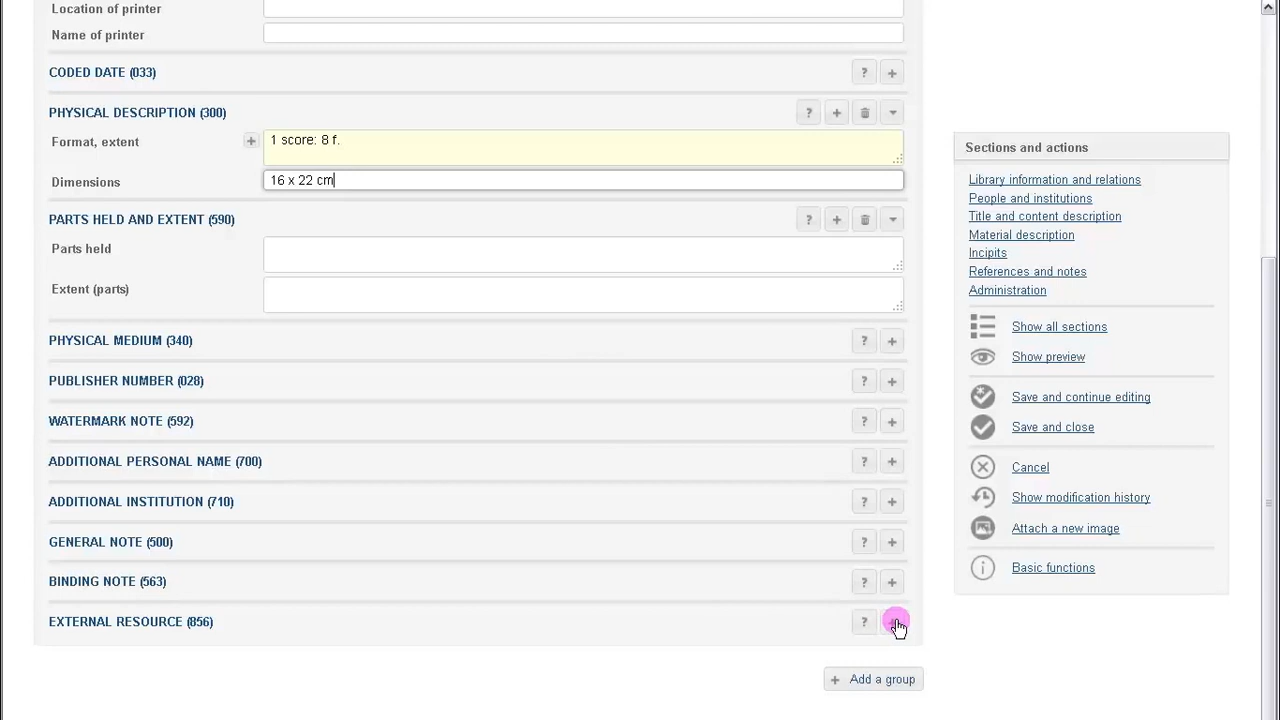 Location of printer
Name of printer
CODED DATE (033)
?
+
PHYSICAL DESCRIPTION (300)
?
+
Format, extent
+
1 score: 8 f.
Dimensions
16 x 22 cm
PARTS HELD AND EXTENT (590)
?
+
Parts held
Extent (parts)
PHYSICAL MEDIUM (340)
?
+
PUBLISHER NUMBER (028)
?
+
WATERMARK NOTE (592)
?
+
ADDITIONAL PERSONAL NAME (700)
?
+
ADDITIONAL INSTITUTION (710)
?
+
GENERAL NOTE (500)
?
+
BINDING NOTE (563)
?
+
EXTERNAL RESOURCE (856)
?
+ Add a group
Sections and actions
Library information and relations
People and institutions
Title and content description
Material description
Incipits
References and notes
Administration
Show all sections
Show preview
Save and continue editing
Save and close
Cancel
Show modification history
Attach a new image
Basic functions